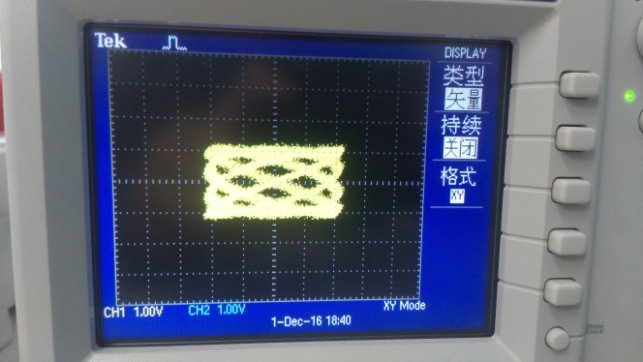 Tek
DISPLAY
类型
矢量
持续
关闭
格式
XY
CH1 1.00V CH2 1.00V XY Mode
1-Dec-16 18:40